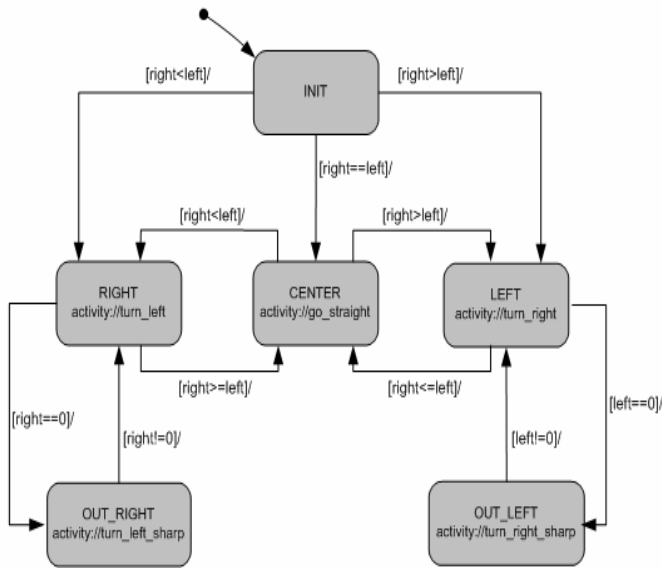 [right<left]/
[right>left]/
INIT
[right==left]/
[right<left]/
[right>left]/
RIGHT
activity://turn_left
CENTER
activity://go_straight
LEFT
activity://turn_right
[right>=left]/
[right<=left]/
[right==0]/
[right!=0]/
[left!=0]/
[left==0]/
OUT_RIGHT
activity://turn_left_sharp
OUT_LEFT
activity://turn_right_sharp